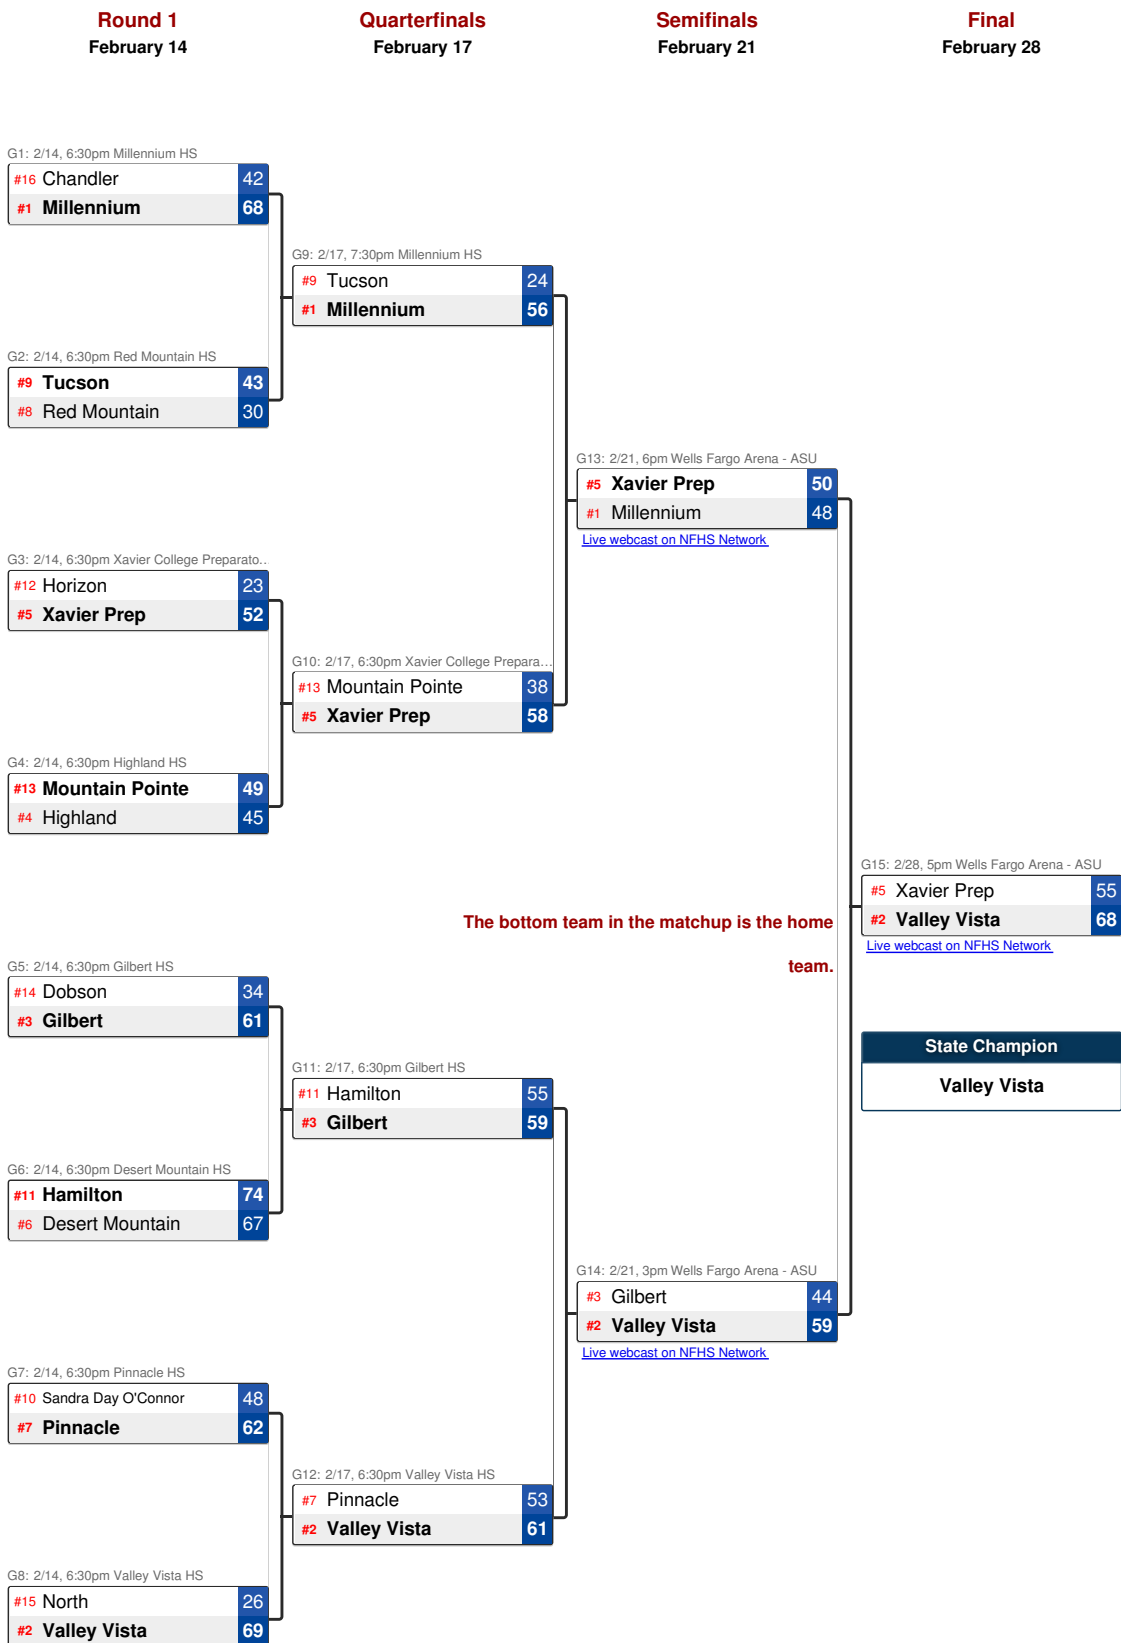 Round 1
February 14
Quarterfinals
February 17
Semifinals
February 21
Final
February 28
G1: 2/14, 6:30pm Millennium HS
#16 Chandler 42
#1 Millennium 68
G9: 2/17, 7:30pm Millennium HS
#9 Tucson 24
#1 Millennium 56
G2: 2/14, 6:30pm Red Mountain HS
#9 Tucson 43
#8 Red Mountain 30
G13: 2/21, 6pm Wells Fargo Arena - ASU
#5 Xavier Prep 50
#1 Millennium 48
Live webcast on NFHS Network
G3: 2/14, 6:30pm Xavier College Preparato...
#12 Horizon 23
#5 Xavier Prep 52
G10: 2/17, 6:30pm Xavier College Prepara...
#13 Mountain Pointe 38
#5 Xavier Prep 58
G4: 2/14, 6:30pm Highland HS
#13 Mountain Pointe 49
#4 Highland 45
G15: 2/28, 5pm Wells Fargo Arena - ASU
#5 Xavier Prep 55
#2 Valley Vista 68
Live webcast on NFHS Network
The bottom team in the matchup is the home
team.
G5: 2/14, 6:30pm Gilbert HS
#14 Dobson 34
#3 Gilbert 61
State Champion
Valley Vista
G11: 2/17, 6:30pm Gilbert HS
#11 Hamilton 55
#3 Gilbert 59
G6: 2/14, 6:30pm Desert Mountain HS
#11 Hamilton 74
#6 Desert Mountain 67
G14: 2/21, 3pm Wells Fargo Arena - ASU
#3 Gilbert 44
#2 Valley Vista 59
Live webcast on NFHS Network
G7: 2/14, 6:30pm Pinnacle HS
#10 Sandra Day O'Connor 48
#7 Pinnacle 62
G12: 2/17, 6:30pm Valley Vista HS
#7 Pinnacle 53
#2 Valley Vista 61
G8: 2/14, 6:30pm Valley Vista HS
#15 North 26
#2 Valley Vista 69